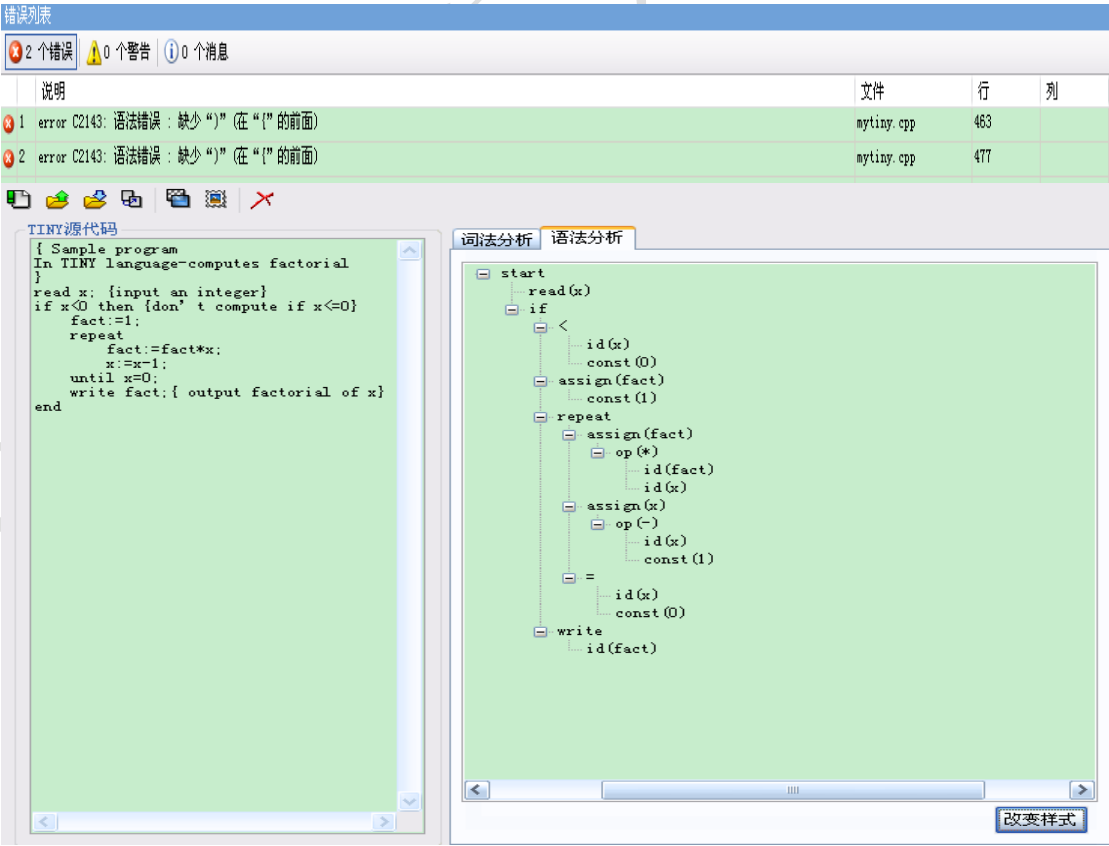 错误列表
2 个错误 0 个警告 0 个消息
说明 文件 行 列
1 error C2143: 语法错误 : 缺少“)”(在“{”的前面) mytiny.cpp 463
2 error C2143: 语法错误 : 缺少“)”(在“{”的前面) mytiny.cpp 477
TINY源代码
{ Sample program
In TINY language-computes factorial
}
read x; {input an integer}
if x<0 then {don’t compute if x<=0}
fact:=1;
repeat
fact:=fact*x;
x:=x-1;
until x=0;
write fact;{ output factorial of x}
end
词法分析 语法分析
start
read(x)
if
<
id(x)
const(0)
assign(fact)
const(1)
repeat
assign(fact)
op(*)
id(fact)
id(x)
assign(x)
op(-)
id(x)
const(1)
=
id(x)
const(0)
write
id(fact)
改变样式